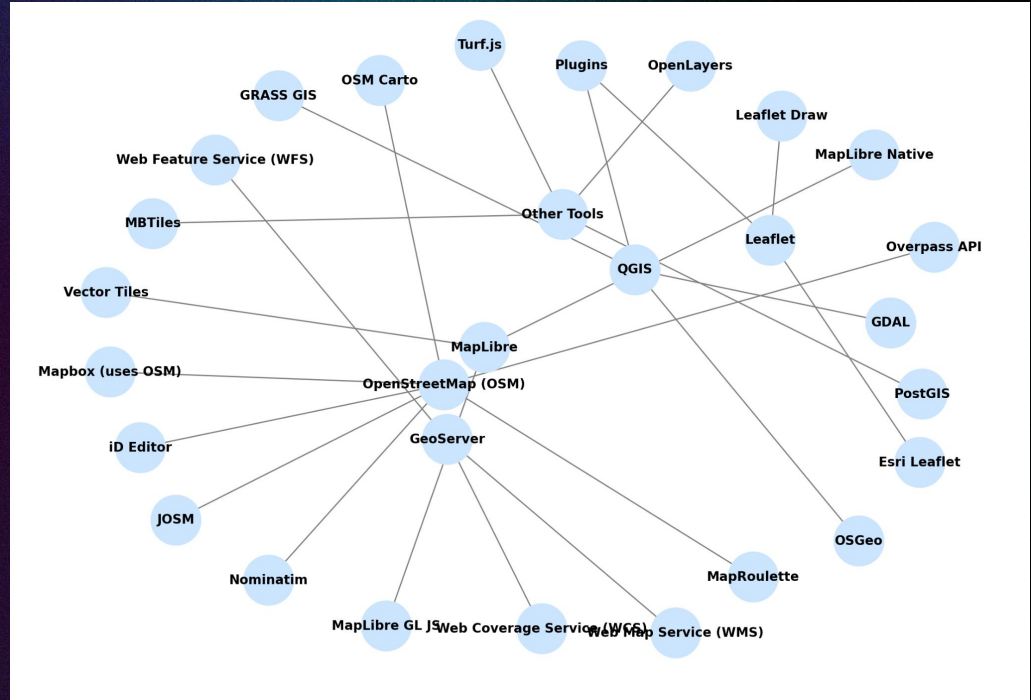 Turf.js
Plugins
OpenLayers
OSM Carto
GRASS GIS
Leaflet Draw
MapLibre Native
Web Feature Service (WFS)
MBTiles
Other Tools
Leaflet
Overpass API
QGIS
Vector Tiles
GDAL
MapLibre
Mapbox (uses OSM)
OpenStreetMap (OSM)
PostGIS
iD Editor
GeoServer
Esri Leaflet
JOSM
OSGeo
Nominatim
MapRoulette
MapLibre GL JS
Web Coverage Service (WCS)
Web Map Service (WMS)